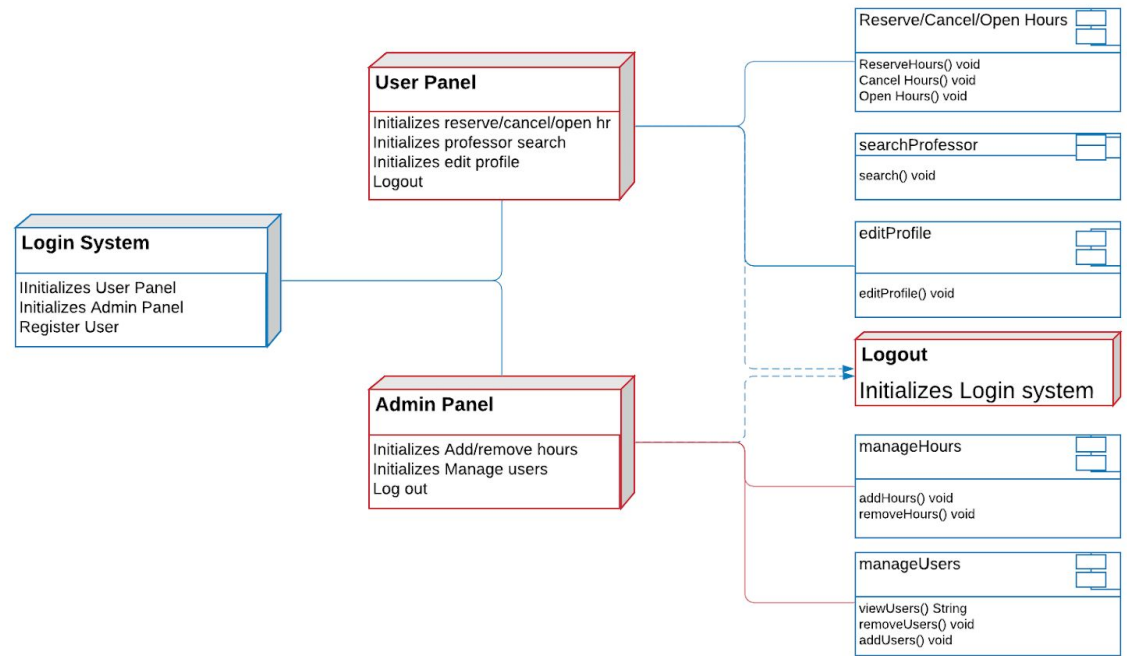 Login System
IInitializes User Panel
Initializes Admin Panel
Register User
User Panel
Initializes reserve/cancel/open hr
Initializes professor search
Initializes edit profile
Logout
Admin Panel
Initializes Add/remove hours
Initializes Manage users
Log out
Reserve/Cancel/Open Hours
ReserveHours() void
Cancel Hours() void
Open Hours() void
searchProfessor
search() void
editProfile
editProfile() void
Logout
Initializes Login system
manageHours
addHours() void
removeHours() void
manageUsers
viewUsers() String
removeUsers() void
addUsers() void